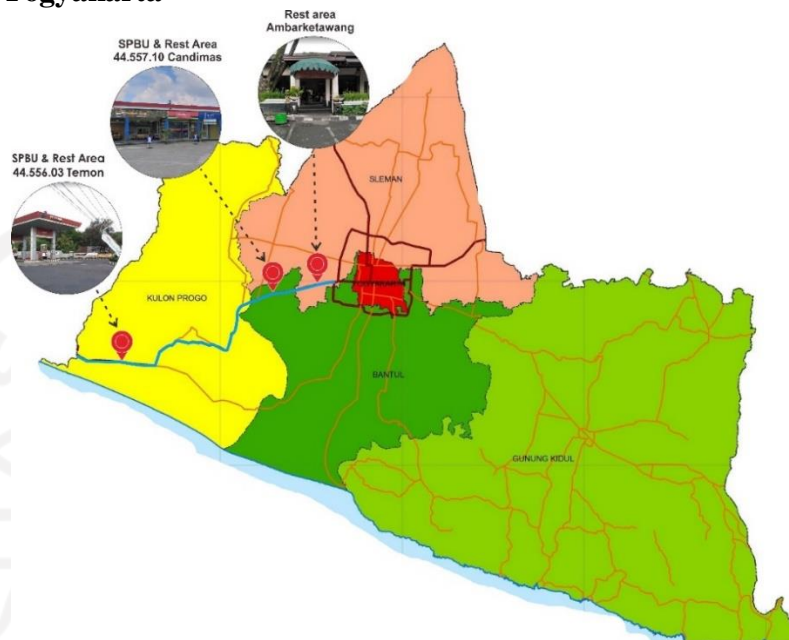 Yogyakarta
Rest area
Ambarketawang
SPBU & Rest Area
44.557.10 Candimas
SPBU & Rest Area
44.556.03 Temon
SLEMAN
KULON PROGO
BANTUL
GUNUNG KIDUL